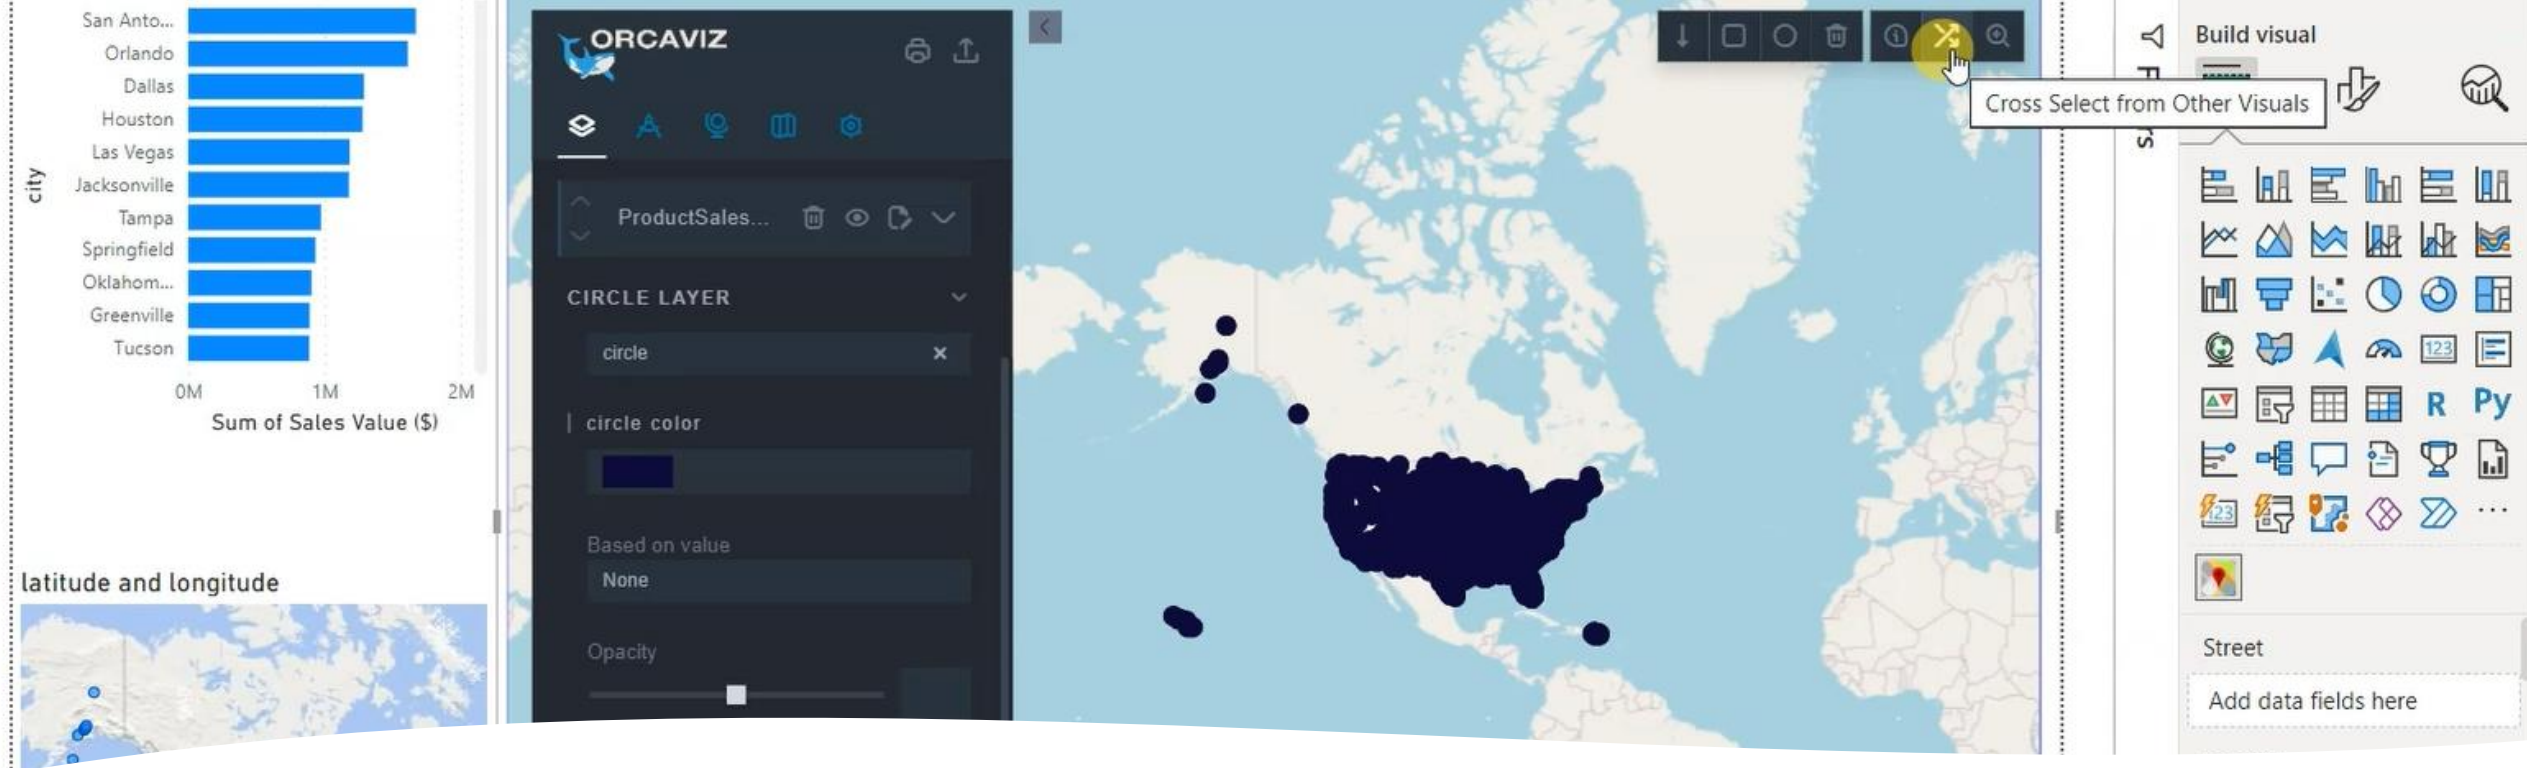 San Anto...
Orlando
Dallas
Houston
Las Vegas
Jacksonville
Tampa
Springfield
Oklahom...
Greenville
Tucson
city
0M 1M 2M
Sum of Sales Value ($)
latitude and longitude
ORCAVIZ
ProductSales...
CIRCLE LAYER
circle
circle color
Based on value
None
Opacity
Cross Select from Other Visuals
Build visual
123
R Py
123
Street
Add data fields here